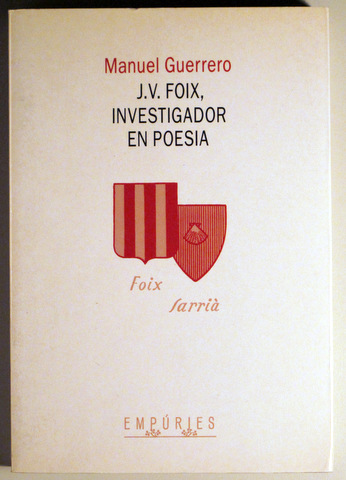 Manuel Guerrero
J.V. FOIX,
INVESTIGADOR
EN POESIA
Foix
Sarrià
EMPÚRIES